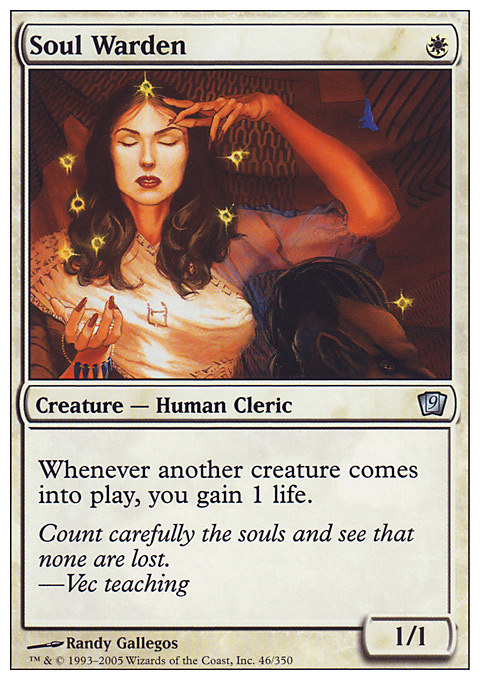 Soul Warden
Creature — Human Cleric
9
Whenever another creature comes
into play, you gain 1 life.
Count carefully the souls and see that
none are lost.
—Vec teaching
1/1
Randy Gallegos
™ & © 1993–2005 Wizards of the Coast, Inc. 46/350